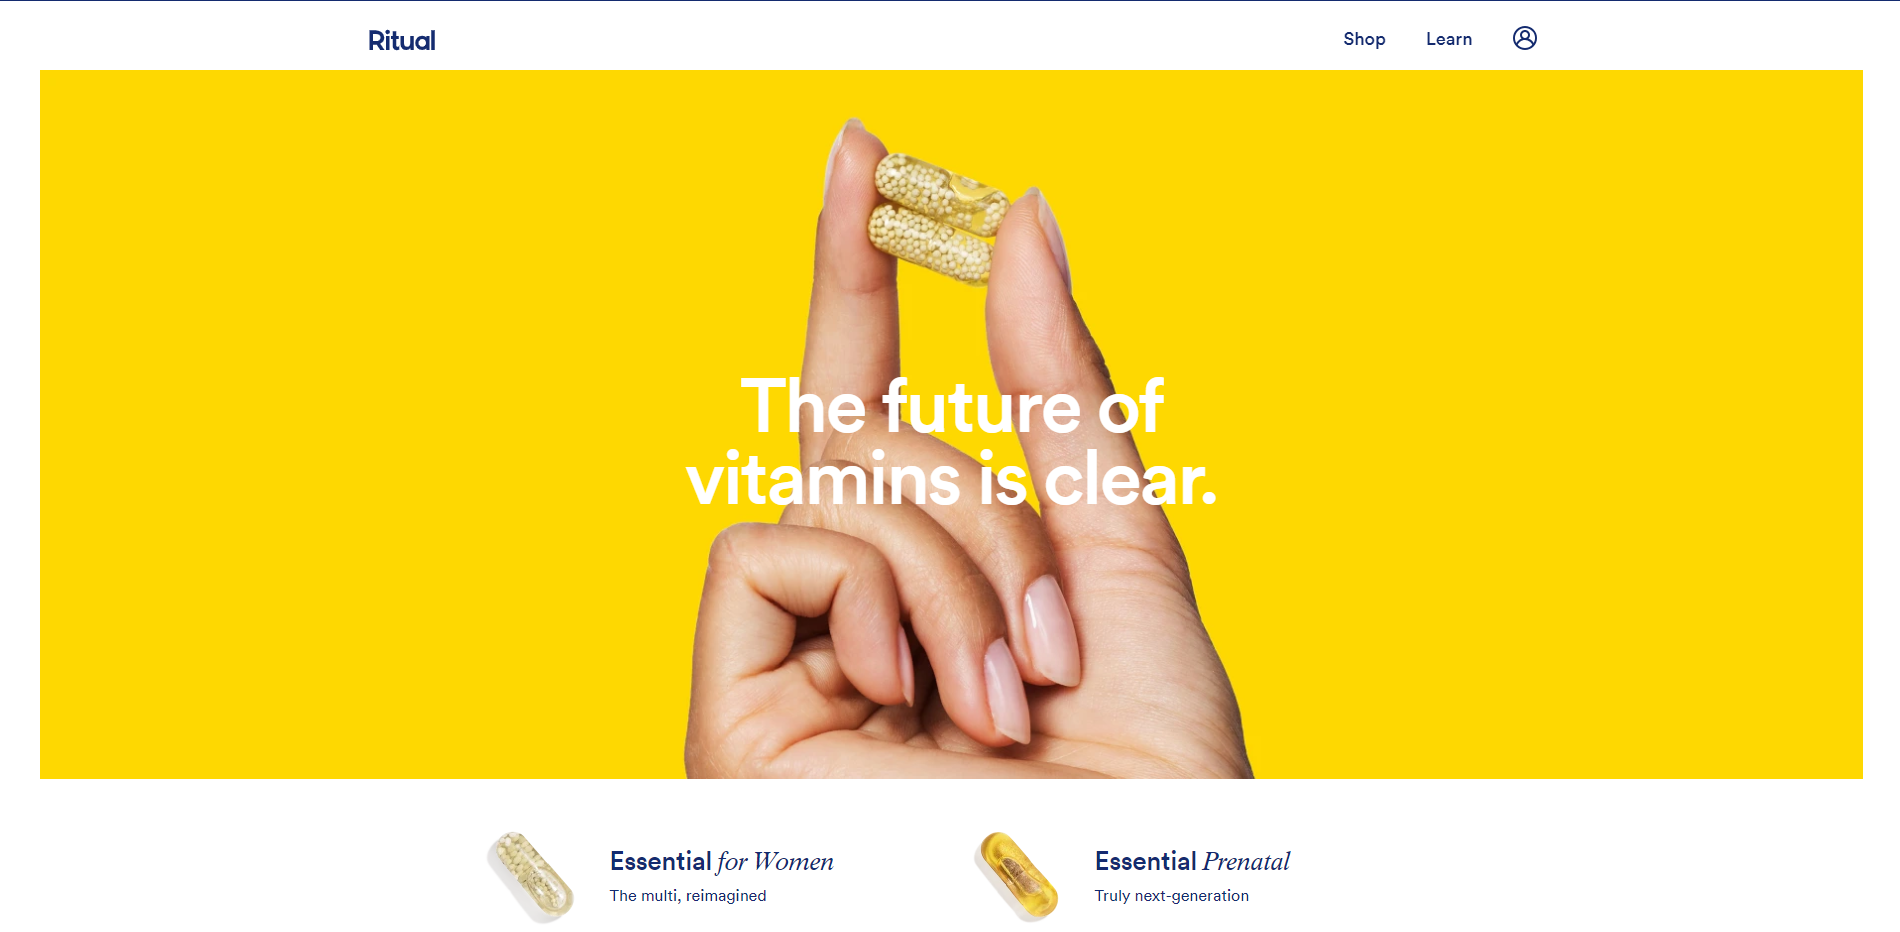 Ritual
Shop
Learn
The future of
vitamins is clear.
Essential for Women
The multi, reimagined
Essential Prenatal
Truly next-generation